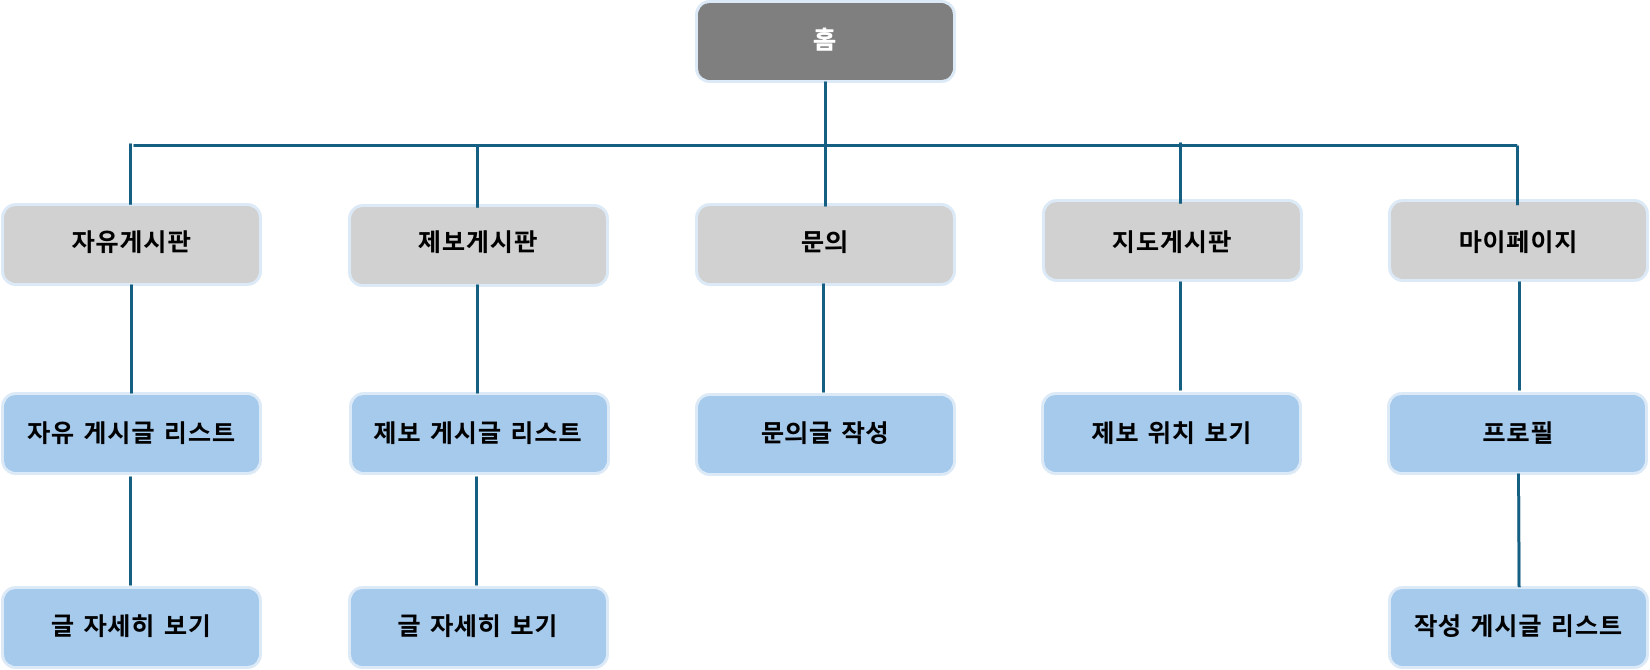 홈
자유게시판
제보게시판
문의
지도게시판
마이페이지
자유 게시글 리스트
제보 게시글 리스트
문의글 작성
제보 위치 보기
프로필
글 자세히 보기
글 자세히 보기
작성 게시글 리스트